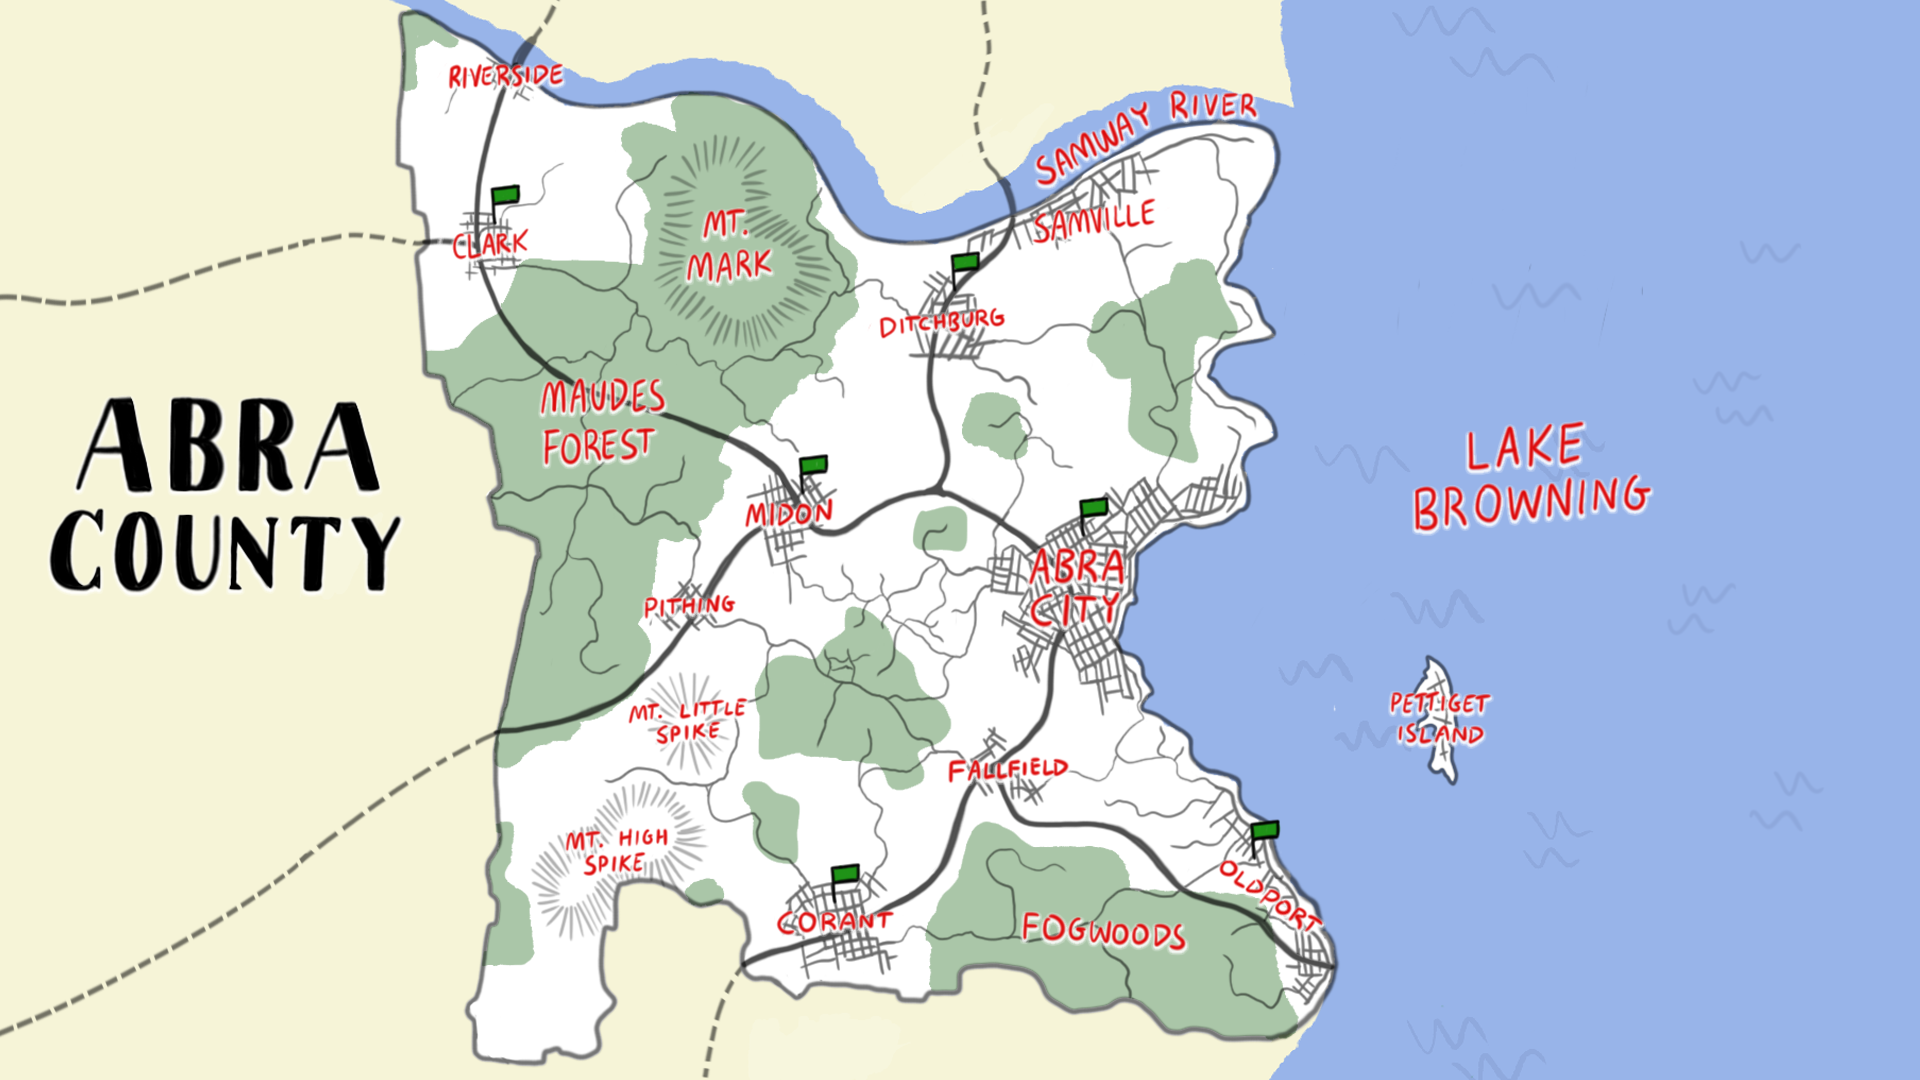 ABRA
COUNTY
RIVERSIDE
SAMWAY RIVER
CLARK
MT.
MARK
SAMVILLE
DITCHBURG
MAUDES
FOREST
LAKE
BROWNING
MIDON
ABRA
CITY
PITHING
MT. LITTLE
SPIKE
PETTIGET
ISLAND
FALLFIELD
MT. HIGH
SPIKE
OLDPORT
CORANT
FOGWOODS